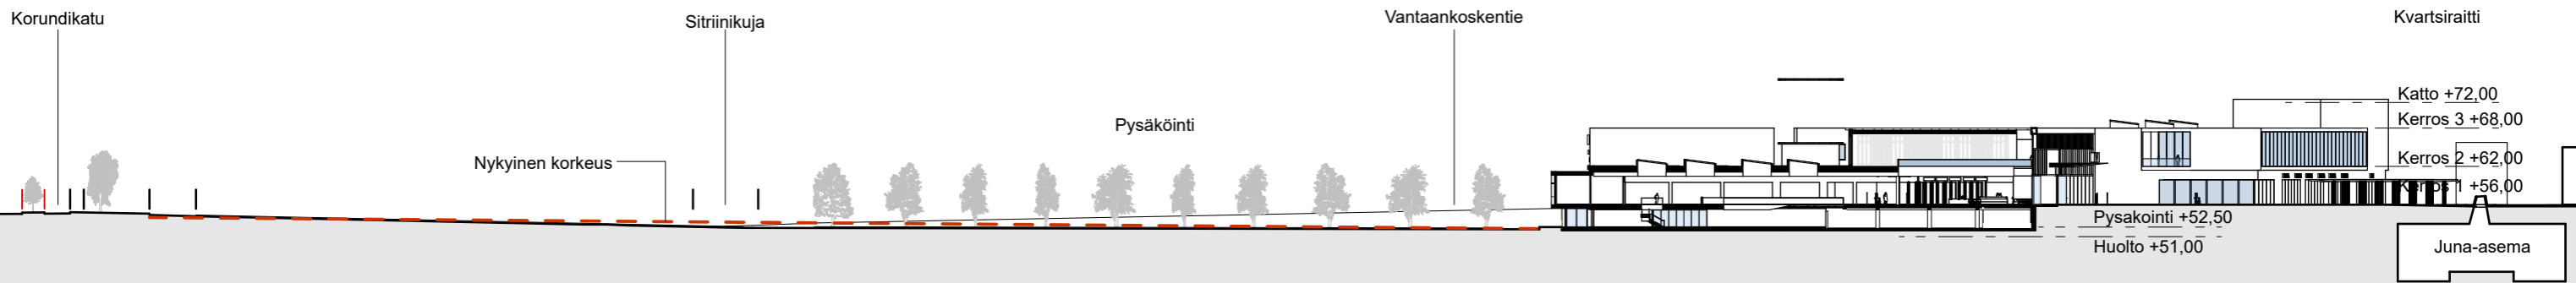 Korundikatu
Sitriinikuja
Vantaankoskentie
Kvartsiraitti
Pysäköinti
Nykyinen korkeus
Katto +72,00
Kerros 3 +68,00
Kerros 2 +62,00
Kerros 1 +56,00
Pysakointi +52,50
Huolto +51,00
Juna-asema